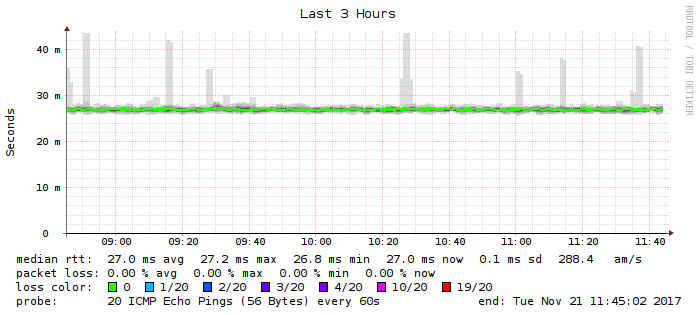 Last 3 Hours
RRDTOOL / TOBI OETIKER
Seconds
40 m
30 m
20 m
10 m
0
09:00 09:20 09:40 10:00 10:20 10:40 11:00 11:20 11:40
median rtt: 27.0 ms avg 27.2 ms max 26.8 ms min 27.0 ms now 0.1 ms sd 288.4 am/s
packet loss: 0.00 % avg 0.00 % max 0.00 % min 0.00 % now
loss color: 0 1/20 2/20 3/20 4/20 10/20 19/20
probe: 20 ICMP Echo Pings (56 Bytes) every 60s end: Tue Nov 21 11:45:02 2017